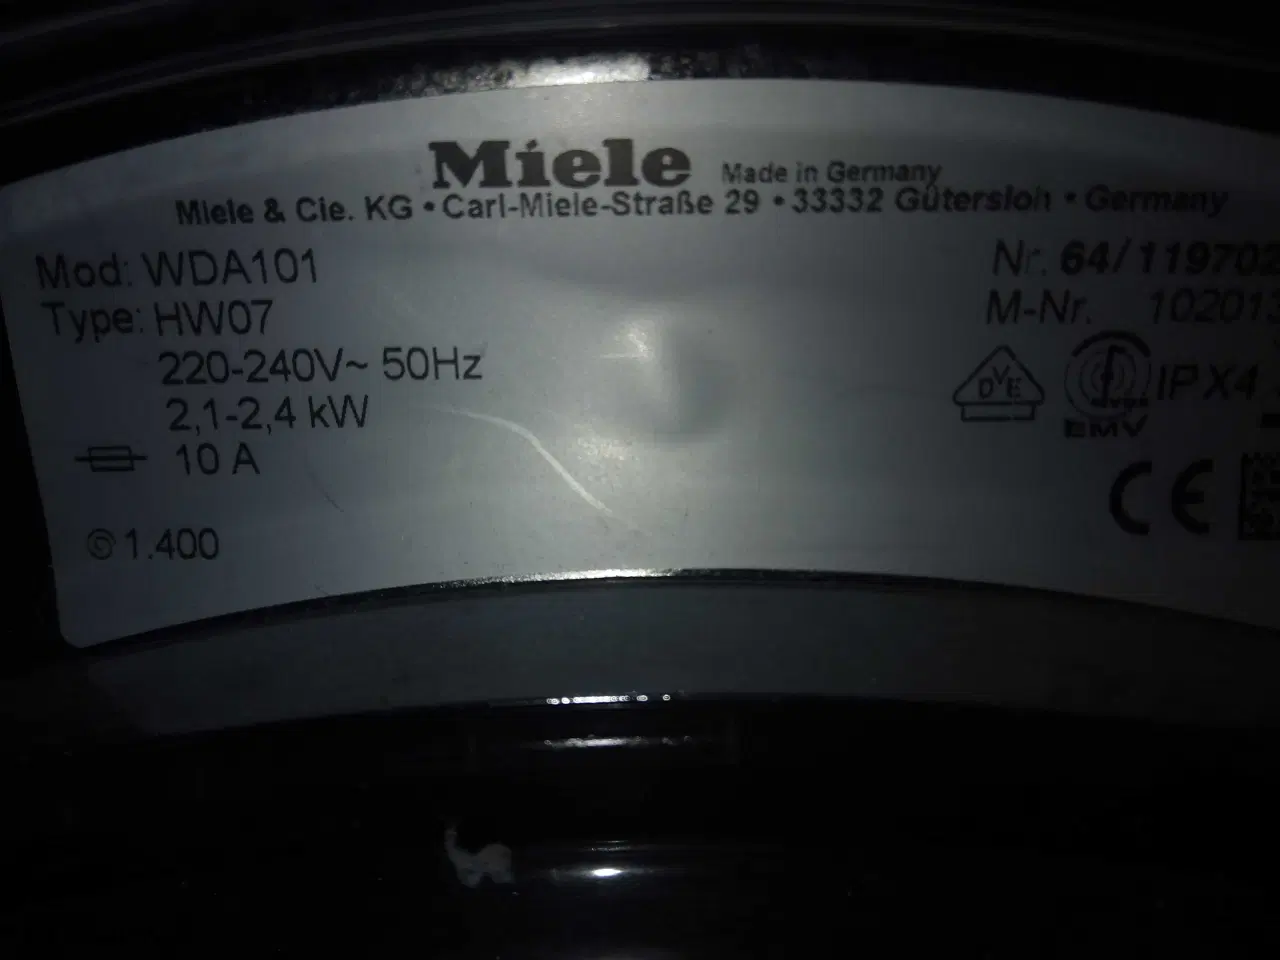 Miele Made in Germany
Miele & Cie. KG • Carl-Miele-Straße 29 • 33332 Gütersloh • Germany
Mod: WDA101
Nr. 64/119702
Type: HW07
M-Nr. 102013
220-240V~ 50Hz
DVE
IPX4
2,1-2,4 kW
EMV
10 A
CE
1.400